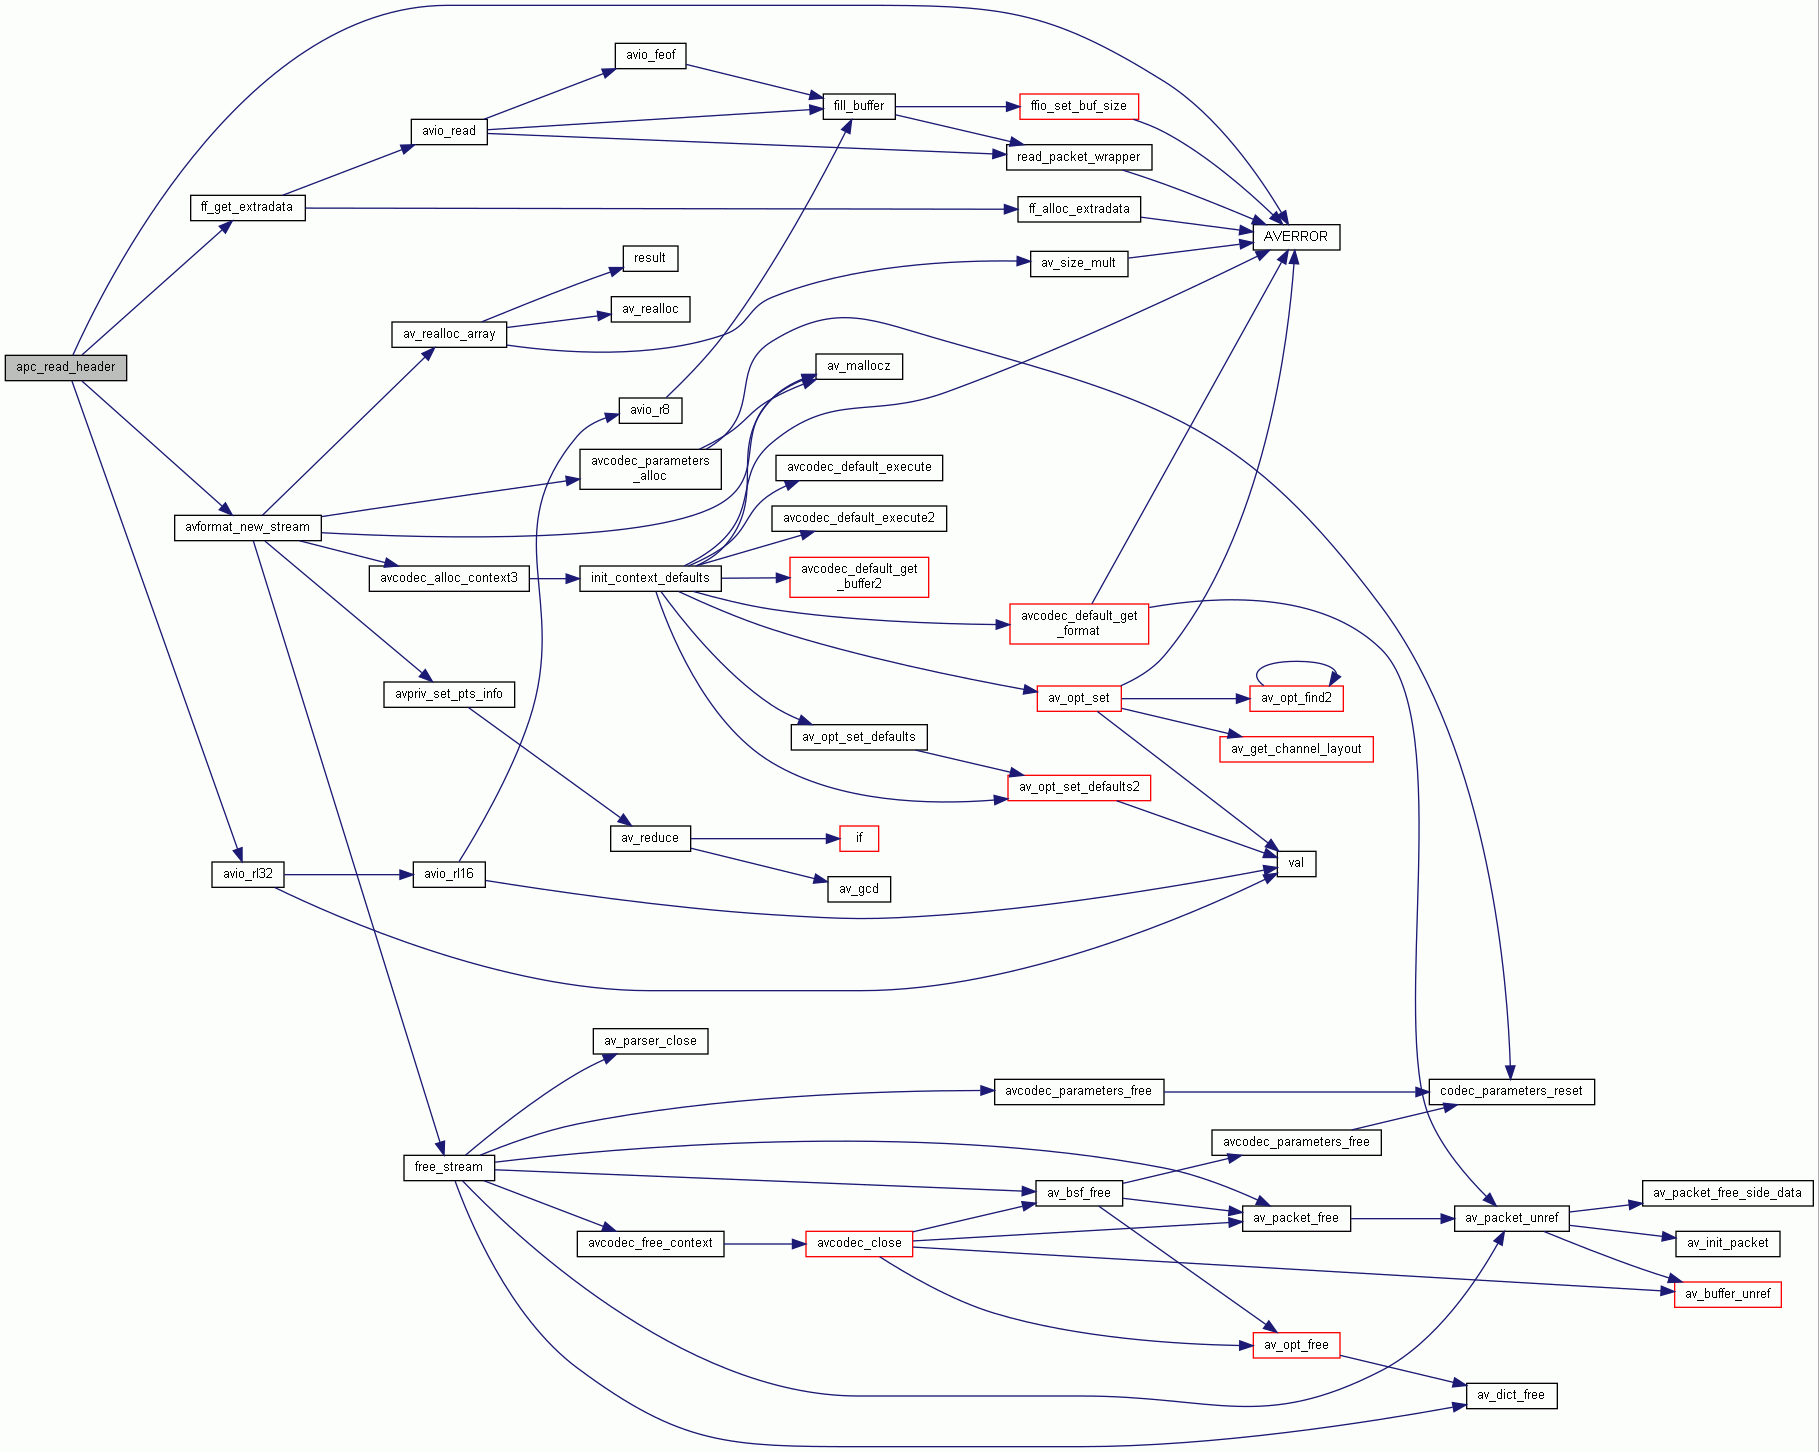 avio_feof
fill_buffer
ffio_set_buf_size
avio_read
read_packet_wrapper
ff_get_extradata
ff_alloc_extradata
AVERROR
result
av_size_mult
av_realloc
av_realloc_array
apc_read_header
av_mallocz
avio_r8
avcodec_parameters
_alloc
avcodec_default_execute
avformat_new_stream
avcodec_default_execute2
avcodec_alloc_context3
init_context_defaults
avcodec_default_get
_buffer2
avcodec_default_get
_format
avpriv_set_pts_info
av_opt_set
av_opt_find2
av_opt_set_defaults
av_get_channel_layout
av_opt_set_defaults2
av_reduce
if
val
avio_rl32
avio_rl16
av_gcd
av_parser_close
avcodec_parameters_free
codec_parameters_reset
avcodec_parameters_free
free_stream
av_bsf_free
av_packet_free_side_data
av_packet_free
av_packet_unref
avcodec_free_context
avcodec_close
av_init_packet
av_buffer_unref
av_opt_free
av_dict_free